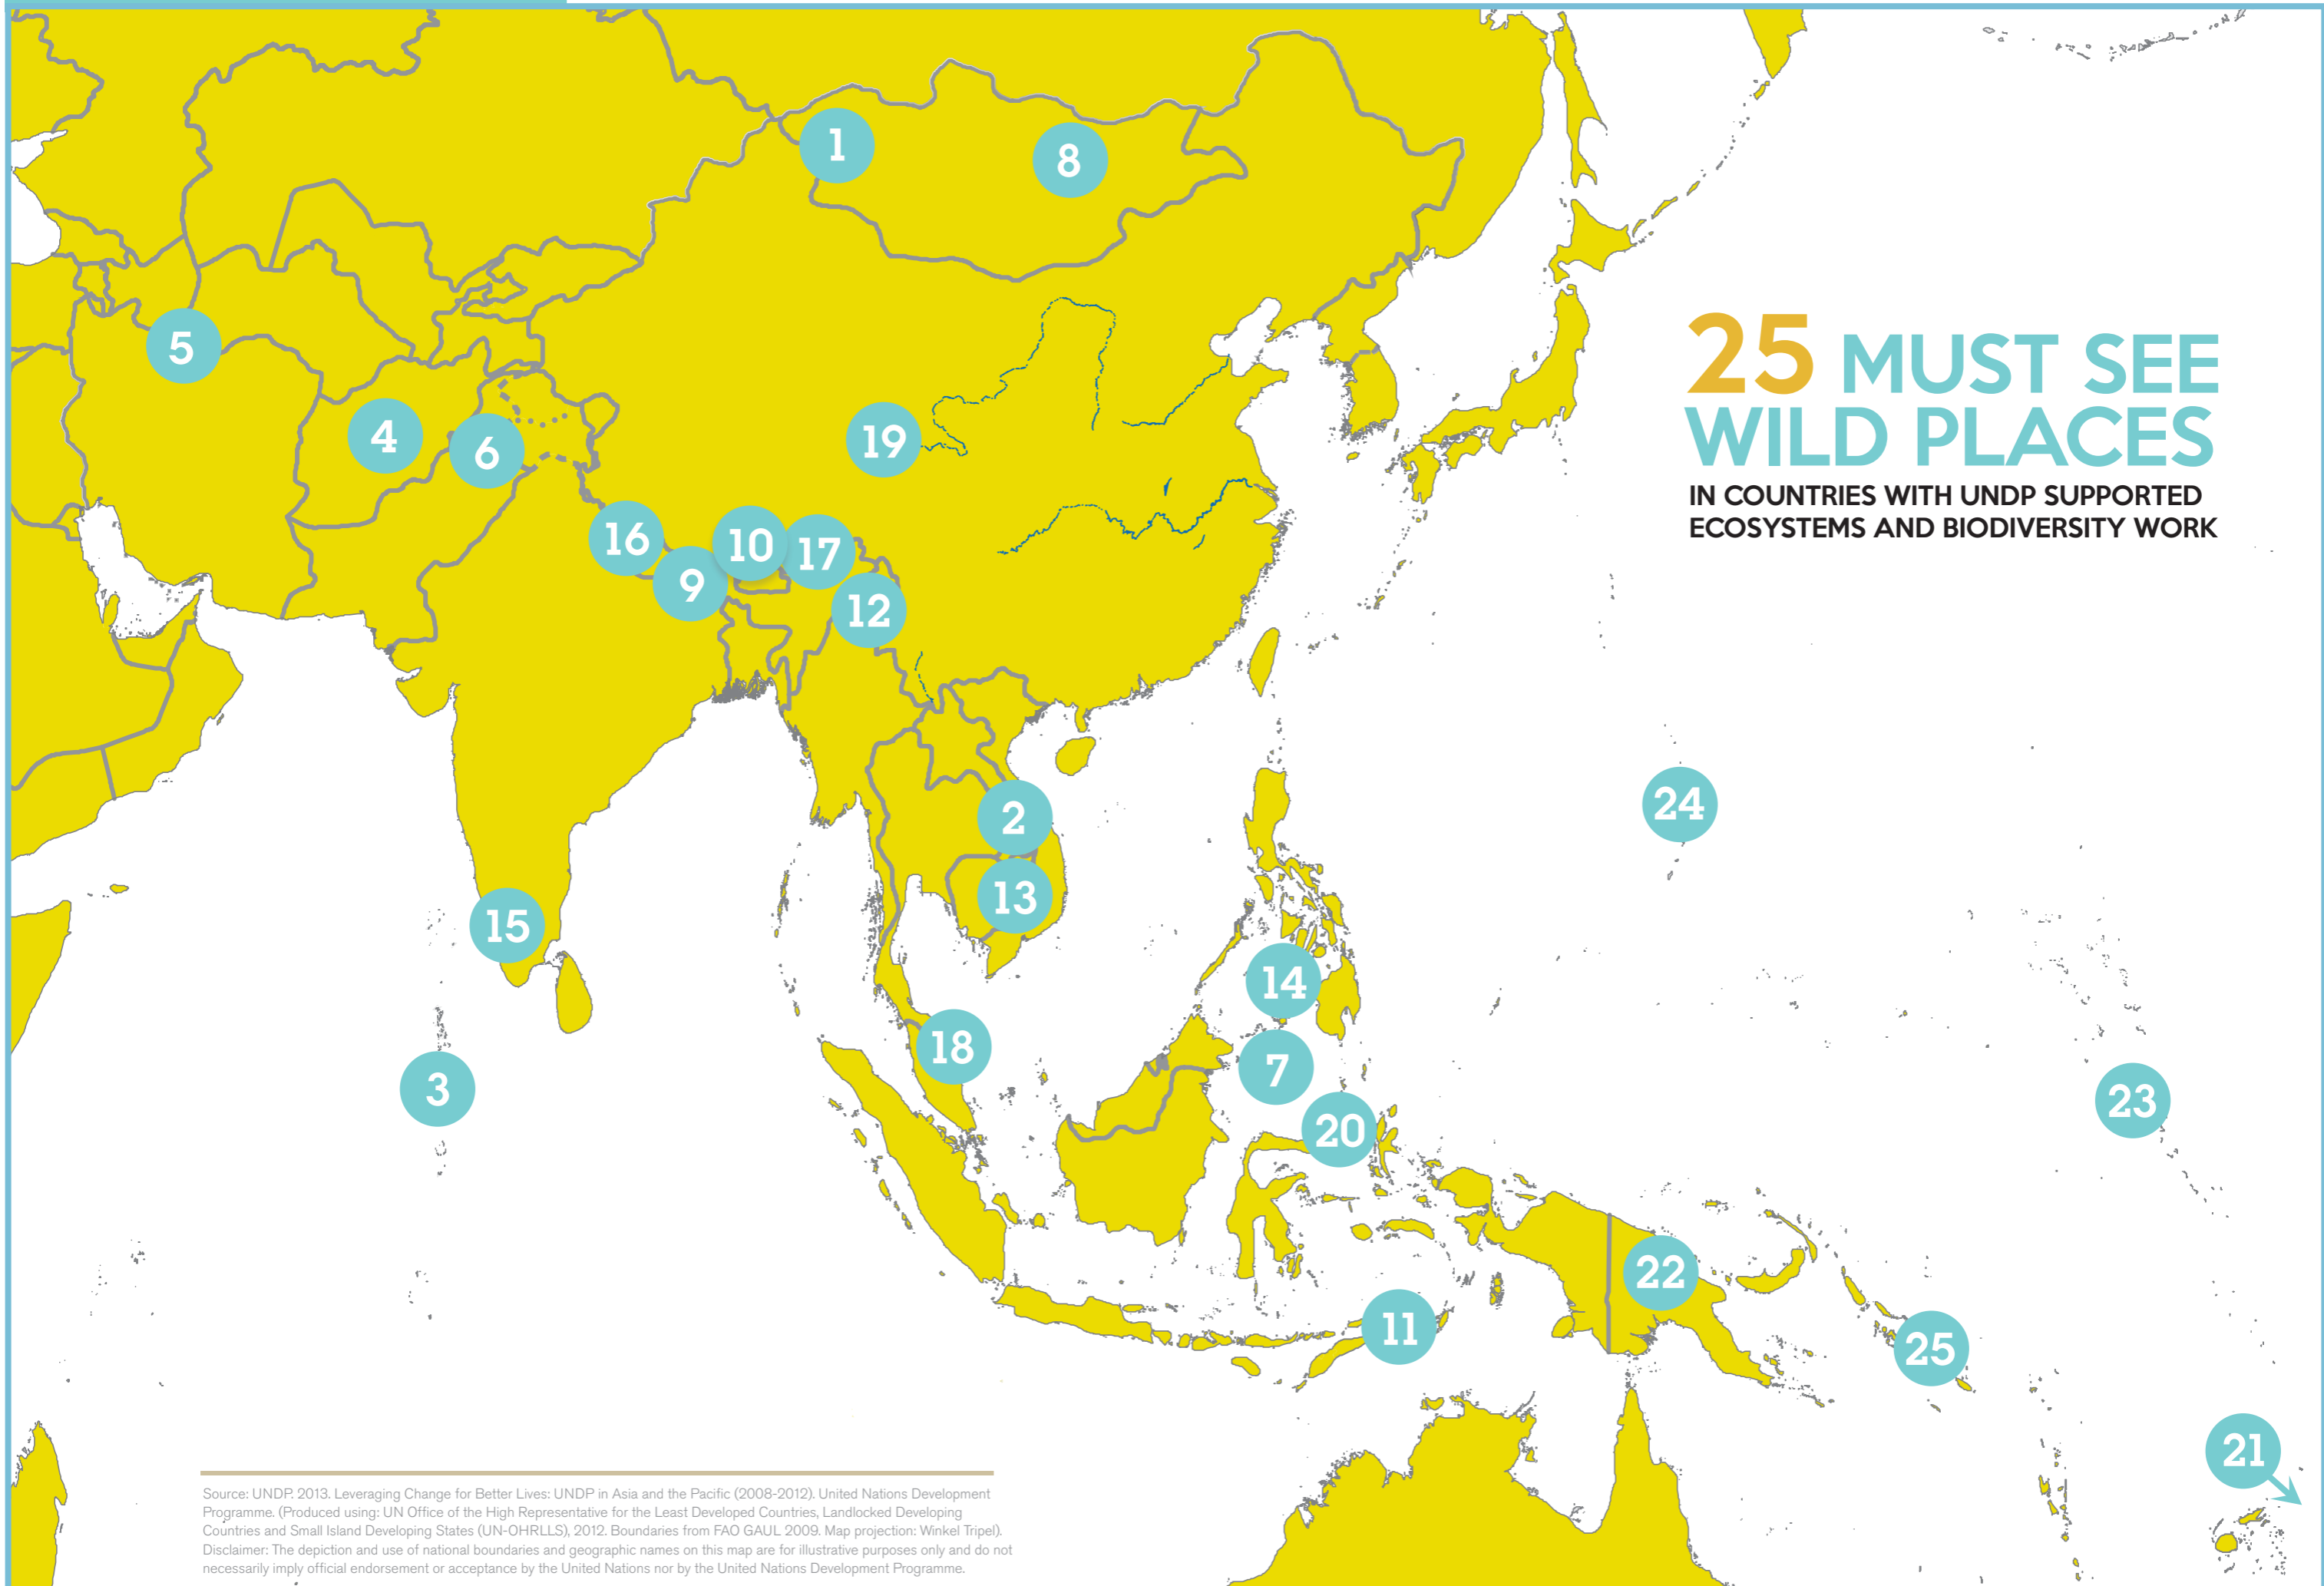 1
8
25 MUST SEE
WILD PLACES
IN COUNTRIES WITH UNDP SUPPORTED
ECOSYSTEMS AND BIODIVERSITY WORK
5
4
6
19
16
10
17
9
12
2
24
13
15
14
18
7
3
23
20
22
11
25
21
Source: UNDP. 2013. Leveraging Change for Better Lives: UNDP in Asia and the Pacific (2008-2012). United Nations Development
Programme. (Produced using: UN Office of the High Representative for the Least Developed Countries, Landlocked Developing
Countries and Small Island Developing States (UN-OHRLLS), 2012. Boundaries from FAO GAUL 2009. Map projection: Winkel Tripel).
Disclaimer: The depiction and use of national boundaries and geographic names on this map are for illustrative purposes only and do not
necessarily imply official endorsement or acceptance by the United Nations nor by the United Nations Development Programme.